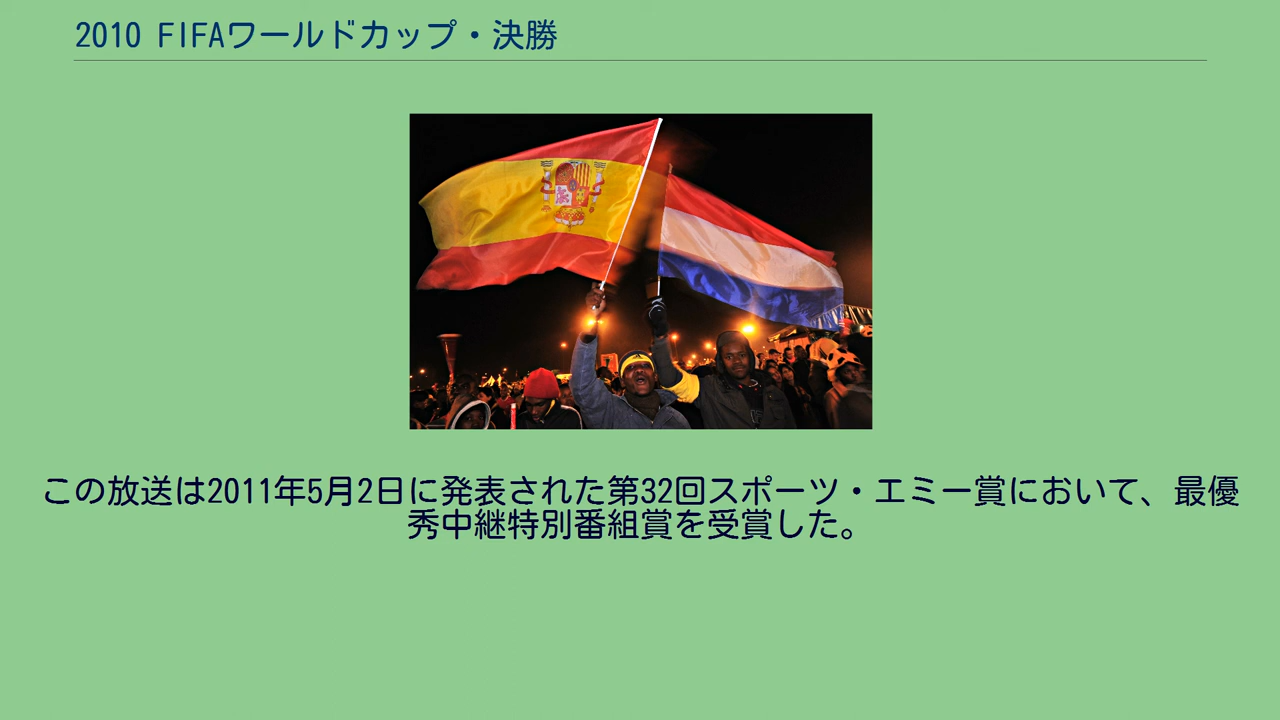 2010 FIFAワールドカップ・決勝
この放送は2011年5月2日に発表された第32回スポーツ・エミー賞において、最優
秀中継特別番組賞を受賞した。